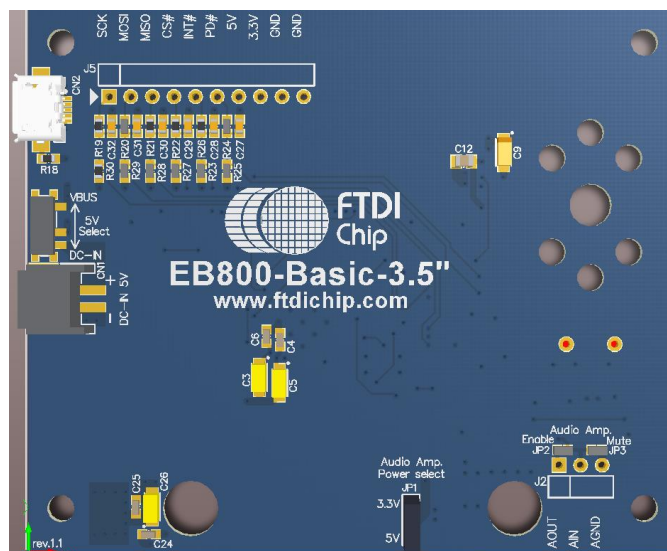 SCK
MOSI
MISO
CS#
INT#
PD#
5V
3.3V
GND
GND
J5
CN2
R19
C32
R20
C31
R21
C30
R22
C29
R26
C28
R24
C27
R18
R30
R29
R28
R27
R23
R25
C12
C9
VBUS
5V
Select
DC-IN
CN1
+
DC-IN 5V
-
FTDI
Chip
EB800-Basic-3.5"
www.ftdichip.com
C6
C4
C3
C5
Audio Amp.
Enable
Mute
JP2
JP3
J2
AOUT
AIN
AGND
Audio Amp.
Power select
JP1
3.3V
5V
C25
C26
C24
rev.1.1